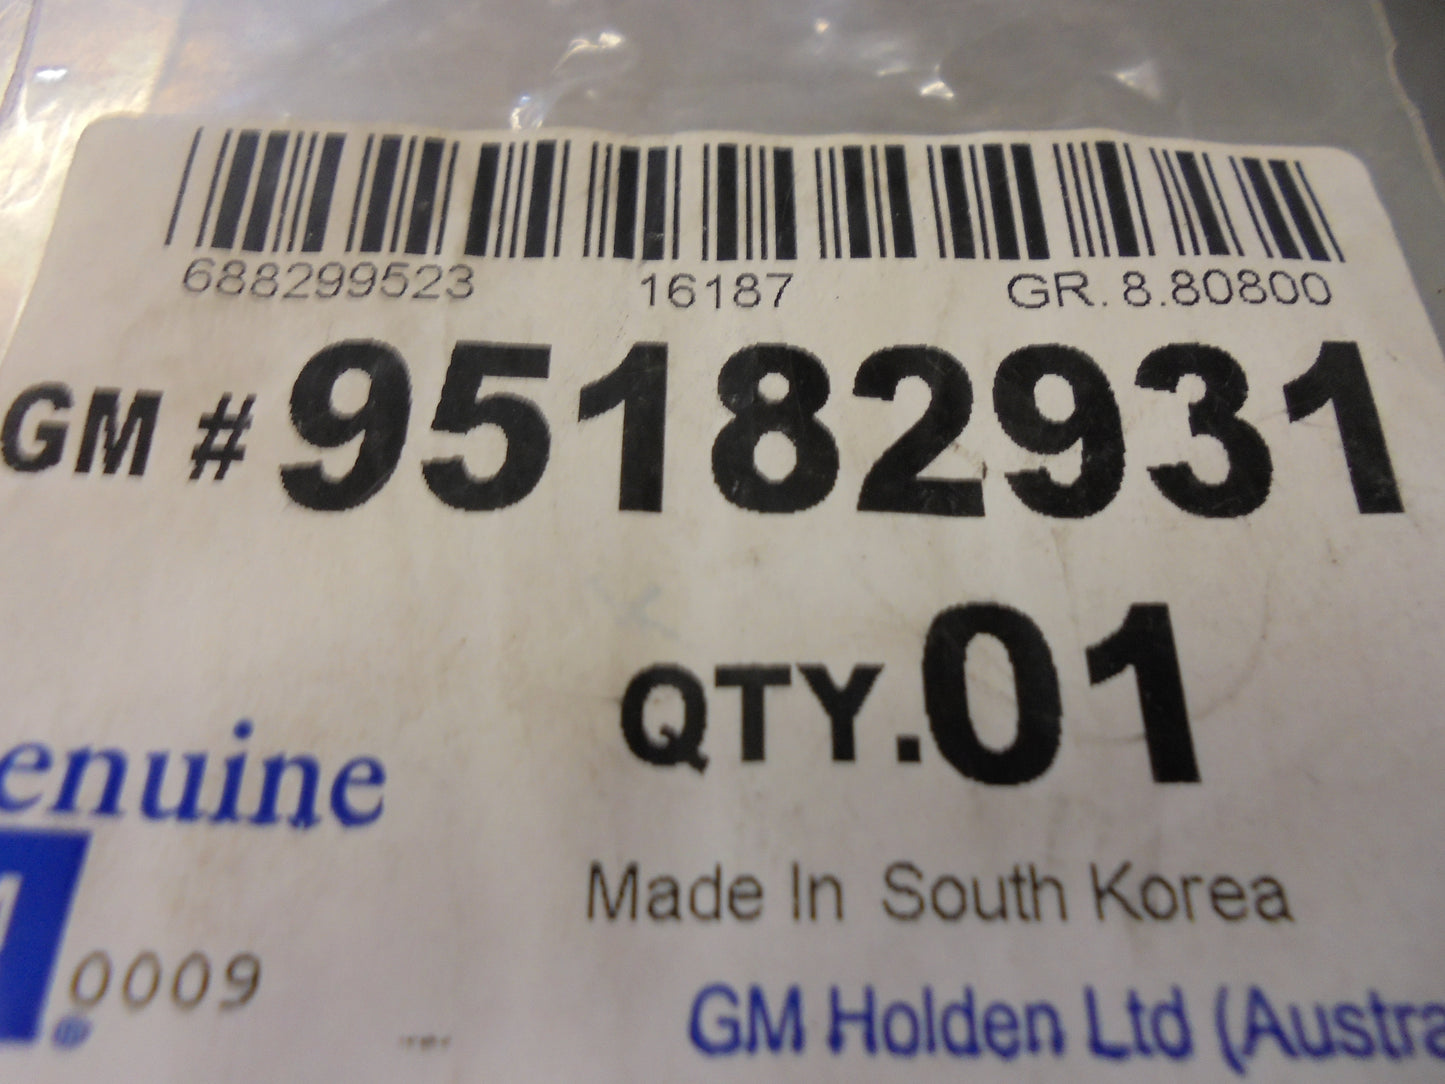 688299523 16187 GR. 8.80800
GM # 95182931
QTY. 01
enuine
Made In South Korea
0009
®
GM Holden Ltd (Austra